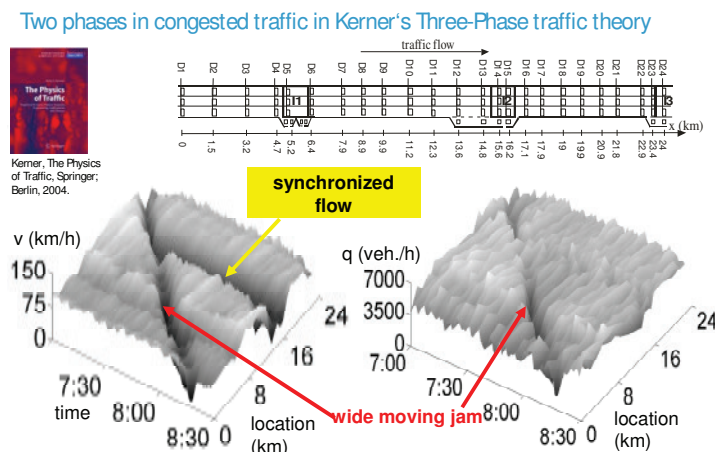 Two phases in congested traffic in Kerner's Three-Phase traffic theory
traffic flow
D1 D2 D3 D4 D5 D6 D7 D8 D9 D10 D11 D12 D13 D14 D15 D16 D17 D18 D19 D20 D21 D22 D23 D24
I1 I2 I3
x (km)
0 1.5 3.2 4.7 5.2 6.4 7.9 8.9 9.9 11.2 12.3 13.6 14.8 15.6 16.2 17.1 17.9 19 19.9 20.9 21.8 22.9 23.4 24
The Physics
of Traffic
Kerner, The Physics
of Traffic, Springer;
Berlin, 2004.
synchronized
flow
v (km/h)
150
75
0
7:30
8:00
8:30
time
0
8
16
24
location
(km)
wide moving jam
q (veh./h)
7000
3500
0
7:00
7:30
8:00
8:30
0
8
16
24
location
(km)